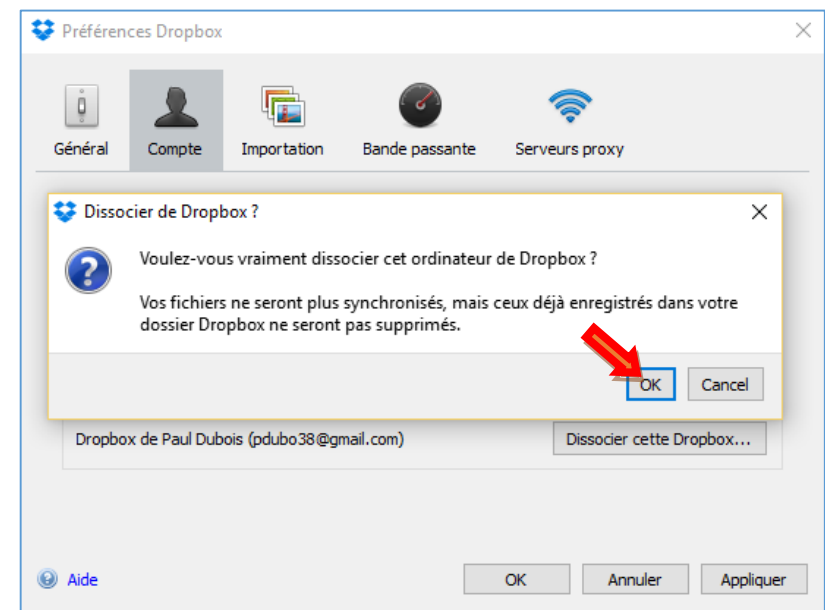 Préférences Dropbox
Général Compte Importation Bande passante Serveurs proxy
Dissocier de Dropbox ?
Voulez-vous vraiment dissocier cet ordinateur de Dropbox ?
Vos fichiers ne seront plus synchronisés, mais ceux déjà enregistrés dans votre
dossier Dropbox ne seront pas supprimés.
OK Cancel
Dropbox de Paul Dubois (pdubo38@gmail.com) Dissocier cette Dropbox...
Aide OK Annuler Appliquer